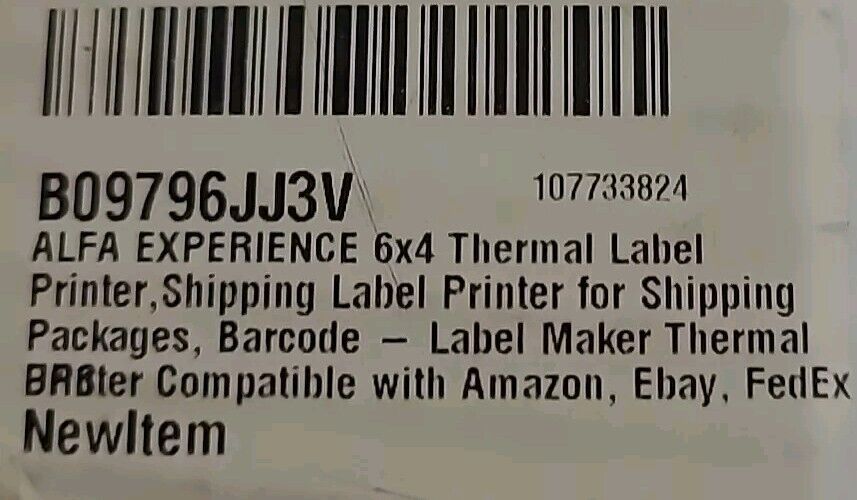 B09796JJ3V 107733824
ALFA EXPERIENCE 6x4 Thermal Label
Printer,Shipping Label Printer for Shipping
Packages, Barcode – Label Maker Thermal
Compatible with Amazon, Ebay, FedEx
NewItem